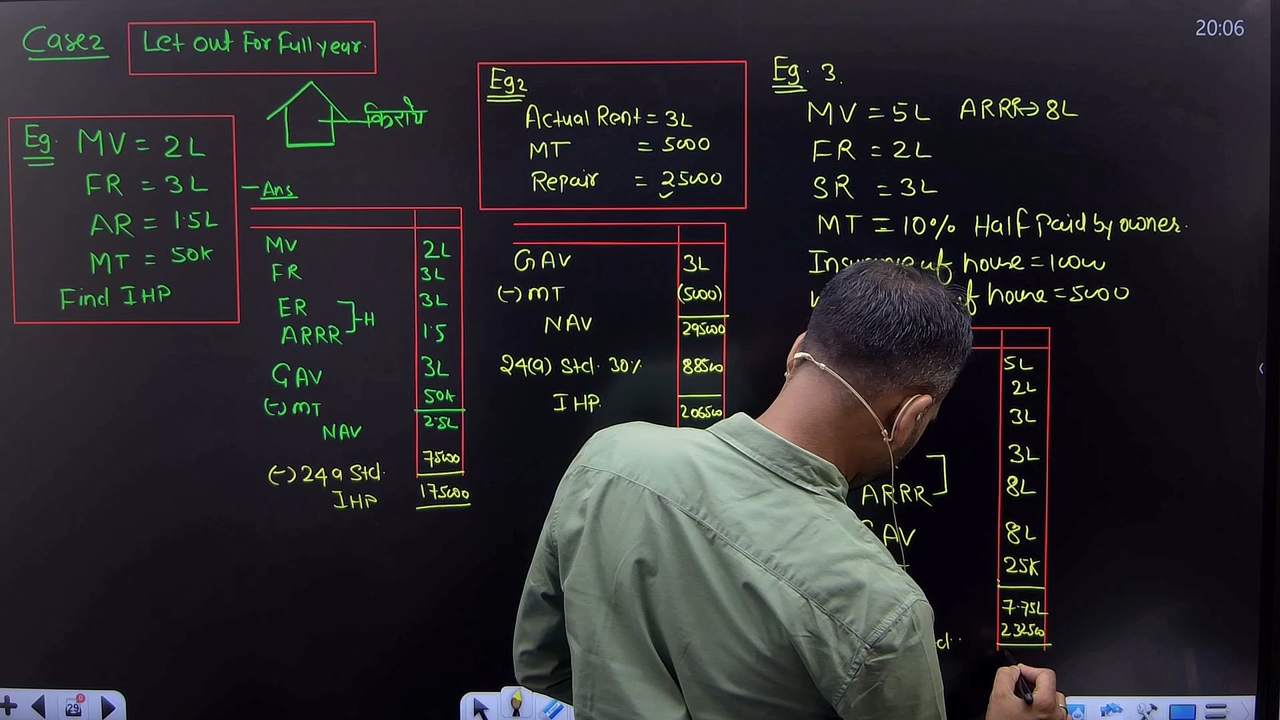 20:06
Case2 Let out For Full year.
किराये
Eg. MV = 2L
FR = 3L
AR = 1.5L
MT = 50K
Find IHP
- Ans
MV 2L
FR 3L
ER 3L
ARRR ]-H 1.5
GAV 3L
(-) MT 50K
NAV 2.5L
75000
(-) 24a Std.
IHP 175000
Eg2
Actual Rent = 3L
MT = 5000
Repair = 25000
GAV 3L
(-) MT (5000)
NAV 295000
24(a) Std. 30% 88500
IHP. 206500
Eg. 3.
MV = 5L ARRR→8L
FR = 2L
SR = 3L
MT = 10% Half Paid by owner.
of house =
of house = 5000
5L
2L
3L
3L
ARRR ] 8L
GAV 8L
25K
7.75L
232500
29